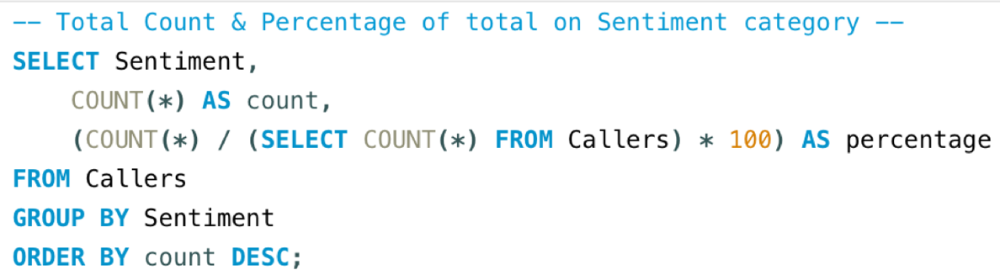 -- Total Count & Percentage of total on Sentiment category --
SELECT Sentiment,
    COUNT(*) AS count,
    (COUNT(*) / (SELECT COUNT(*) FROM Callers) * 100) AS percentage
FROM Callers
GROUP BY Sentiment
ORDER BY count DESC;